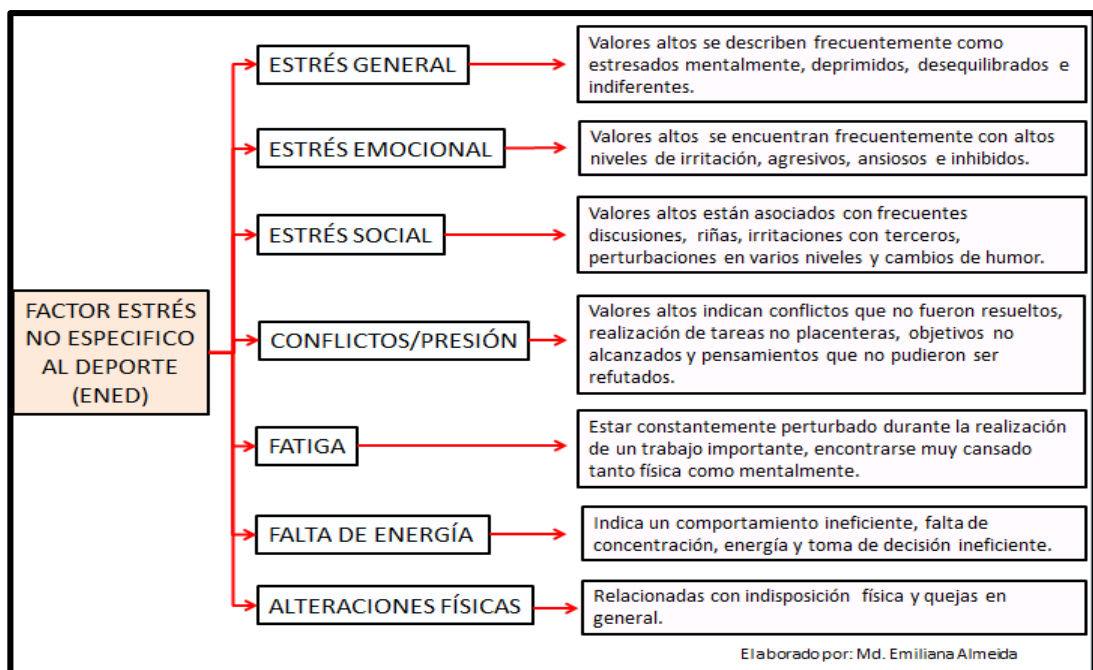 FACTOR ESTRÉS
NO ESPECIFICO
AL DEPORTE
(ENED)
ESTRÉS GENERAL
Valores altos se describen frecuentemente como
estresados mentalmente, deprimidos, desequilibrados e
indiferentes.
ESTRÉS EMOCIONAL
Valores altos se encuentran frecuentemente con altos
niveles de irritación, agresivos, ansiosos e inhibidos.
ESTRÉS SOCIAL
Valores altos están asociados con frecuentes
discusiones, riñas, irritaciones con terceros,
perturbaciones en varios niveles y cambios de humor.
CONFLICTOS/PRESIÓN
Valores altos indican conflictos que no fueron resueltos,
realización de tareas no placenteras, objetivos no
alcanzados y pensamientos que no pudieron ser
refutados.
FATIGA
Estar constantemente perturbado durante la realización
de un trabajo importante, encontrarse muy cansado
tanto física como mentalmente.
FALTA DE ENERGÍA
Indica un comportamiento ineficiente, falta de
concentración, energía y toma de decisión ineficiente.
ALTERACIONES FÍSICAS
Relacionadas con indisposición física y quejas en
general.
Elaborado por: Md. Emiliana Almeida